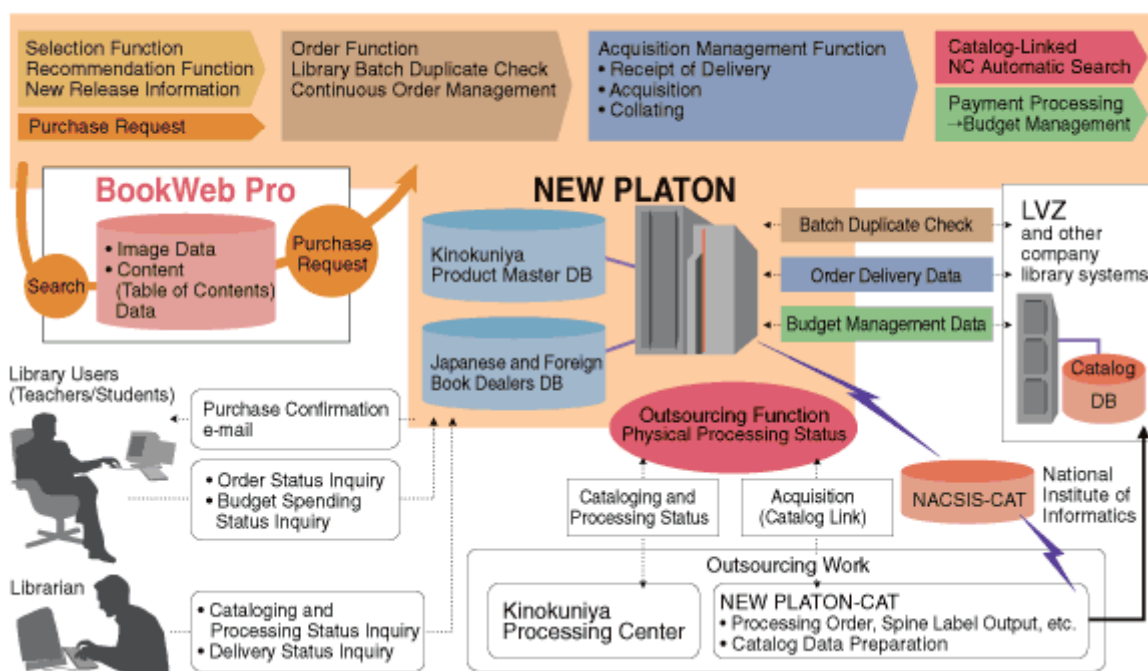 Selection Function
Recommendation Function
New Release Information
Purchase Request
Order Function
Library Batch Duplicate Check
Continuous Order Management
Acquisition Management Function
• Receipt of Delivery
• Acquisition
• Collating
Catalog-Linked
NC Automatic Search
Payment Processing
→Budget Management
BookWeb Pro
• Image Data
• Content
(Table of Contents)
Data
Search
Purchase
Request
NEW PLATON
Kinokuniya
Product Master DB
Japanese and Foreign
Book Dealers DB
Batch Duplicate Check
Order Delivery Data
Budget Management Data
LVZ
and other
company
library systems
Catalog
DB
Library Users
(Teachers/Students)
Purchase Confirmation
e-mail
• Order Status Inquiry
• Budget Spending
Status Inquiry
Librarian
• Cataloging and
Processing Status Inquiry
• Delivery Status Inquiry
Outsourcing Function
Physical Processing Status
Cataloging and
Processing Status
Acquisition
(Catalog Link)
NACSIS-CAT
National
Institute of
Informatics
Outsourcing Work
Kinokuniya
Processing Center
NEW PLATON-CAT
• Processing Order, Spine Label Output, etc.
• Catalog Data Preparation